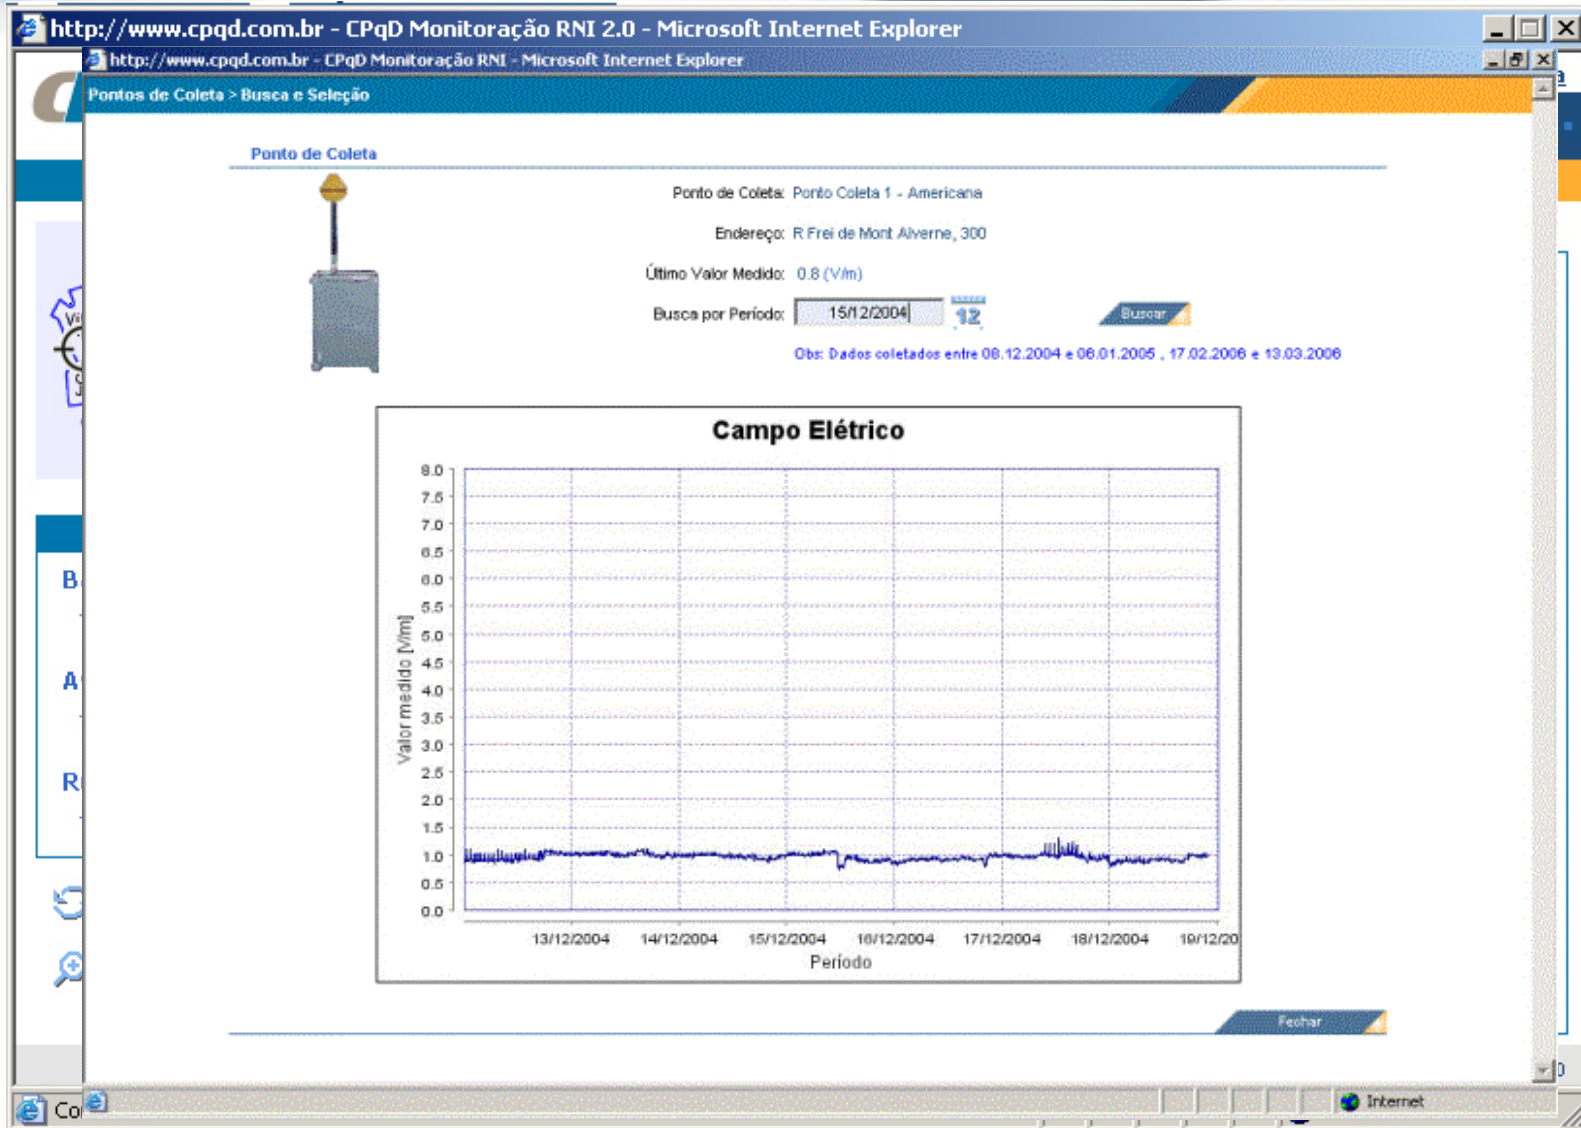 http://www.cpqd.com.br - CPqD Monitoração RNI 2.0 - Microsoft Internet Explorer
http://www.cpqd.com.br - CPqD Monitoração RNI - Microsoft Internet Explorer
Pontos de Coleta > Busca e Seleção
Ponto de Coleta
Ponto de Coleta: Ponto Coleta 1 - Americana
Endereço: R Frei de Mont Alverne, 300
Último Valor Medido: 0.8 (V/m)
Busca por Período: 15/12/2004 12 Buscar
Obs: Dados coletados entre 08.12.2004 e 06.01.2005 , 17.02.2006 e 13.03.2006
Campo Elétrico
8.0
7.5
7.0
6.5
6.0
5.5
5.0
4.5
4.0
3.5
3.0
2.5
2.0
1.5
1.0
0.5
0.0
Valor medido [V/m]
13/12/2004 14/12/2004 15/12/2004 16/12/2004 17/12/2004 18/12/2004 19/12/20
Período
Fechar
Internet